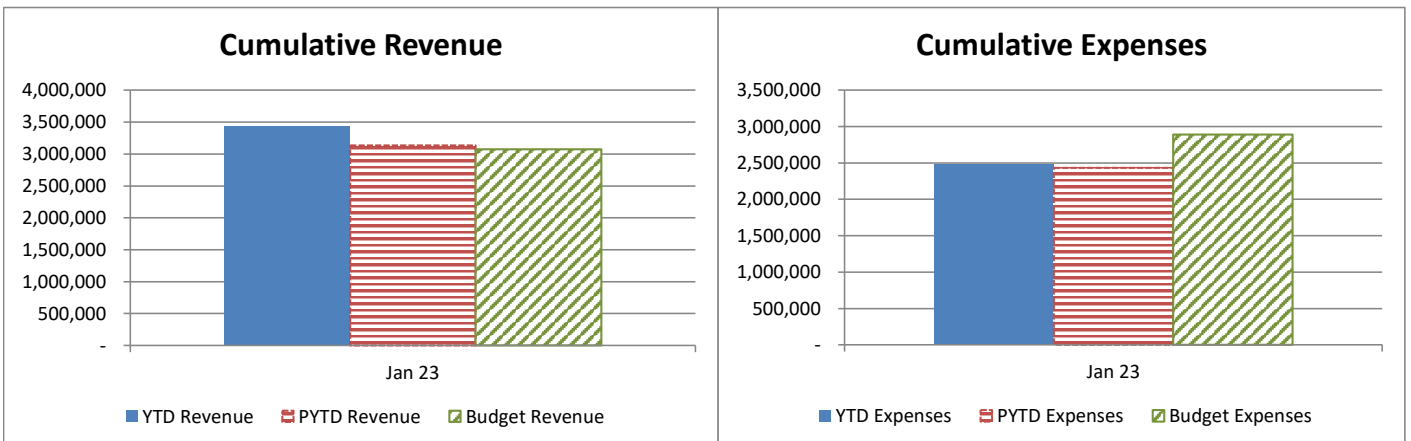 Cumulative Revenue
4,000,000
3,500,000
3,000,000
2,500,000
2,000,000
1,500,000
1,000,000
500,000
-
Jan 23
YTD Revenue PYTD Revenue Budget Revenue
Cumulative Expenses
3,500,000
3,000,000
2,500,000
2,000,000
1,500,000
1,000,000
500,000
-
Jan 23
YTD Expenses PYTD Expenses Budget Expenses